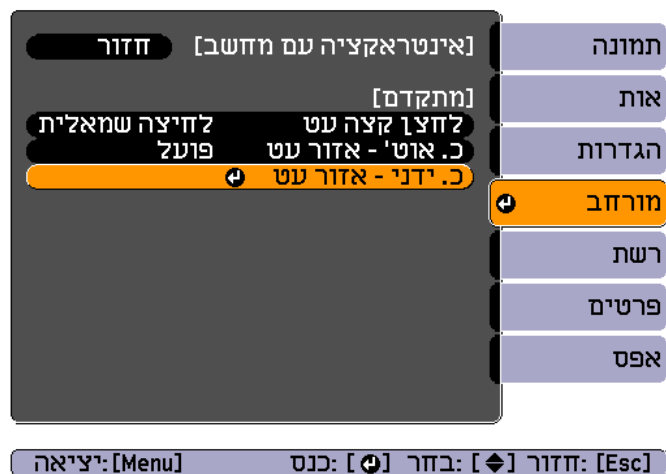 תמונה
אות
הגדרות
מורחב
רשת
פרטים
אפס
[אינטראקציה עם מחשב] חזור
[מתקדם]
לחצן קצה עט לחיצה שמאלית
כ. אוט' - אזור עט פועל
כ. ידני - אזור עט
[Esc] :חזור [] :בחר [] :כנס [Menu]:יציאה